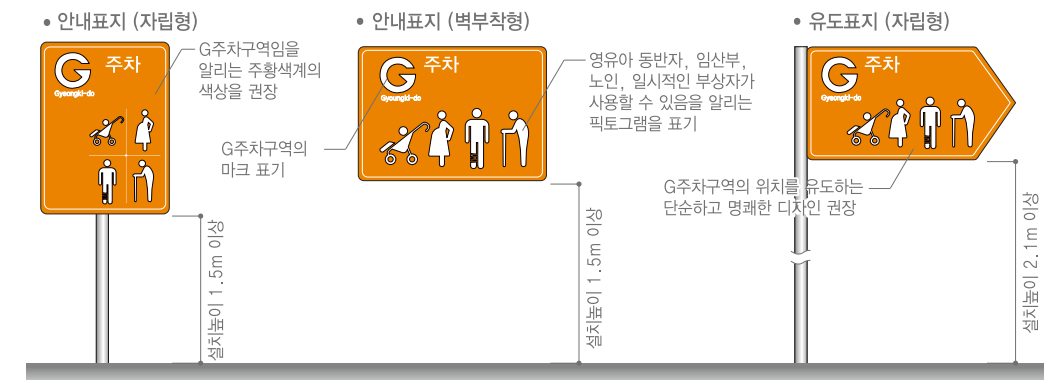 • 안내표지 (자립형)
G 주차
Gyeongki-do
G주차구역임을
알리는 주황색계의
색상을 권장
설치높이 1.5m 이상
• 안내표지 (벽부착형)
G 주차
Gyeongki-do
G주차구역의
마크 표기
영유아 동반자, 임산부,
노인, 일시적인 부상자가
사용할 수 있음을 알리는
픽토그램을 표기
설치높이 1.5m 이상
• 유도표지 (자립형)
G 주차
Gyeongki-do
G주차구역의 위치를 유도하는
단순하고 명쾌한 디자인 권장
설치높이 2.1m 이상